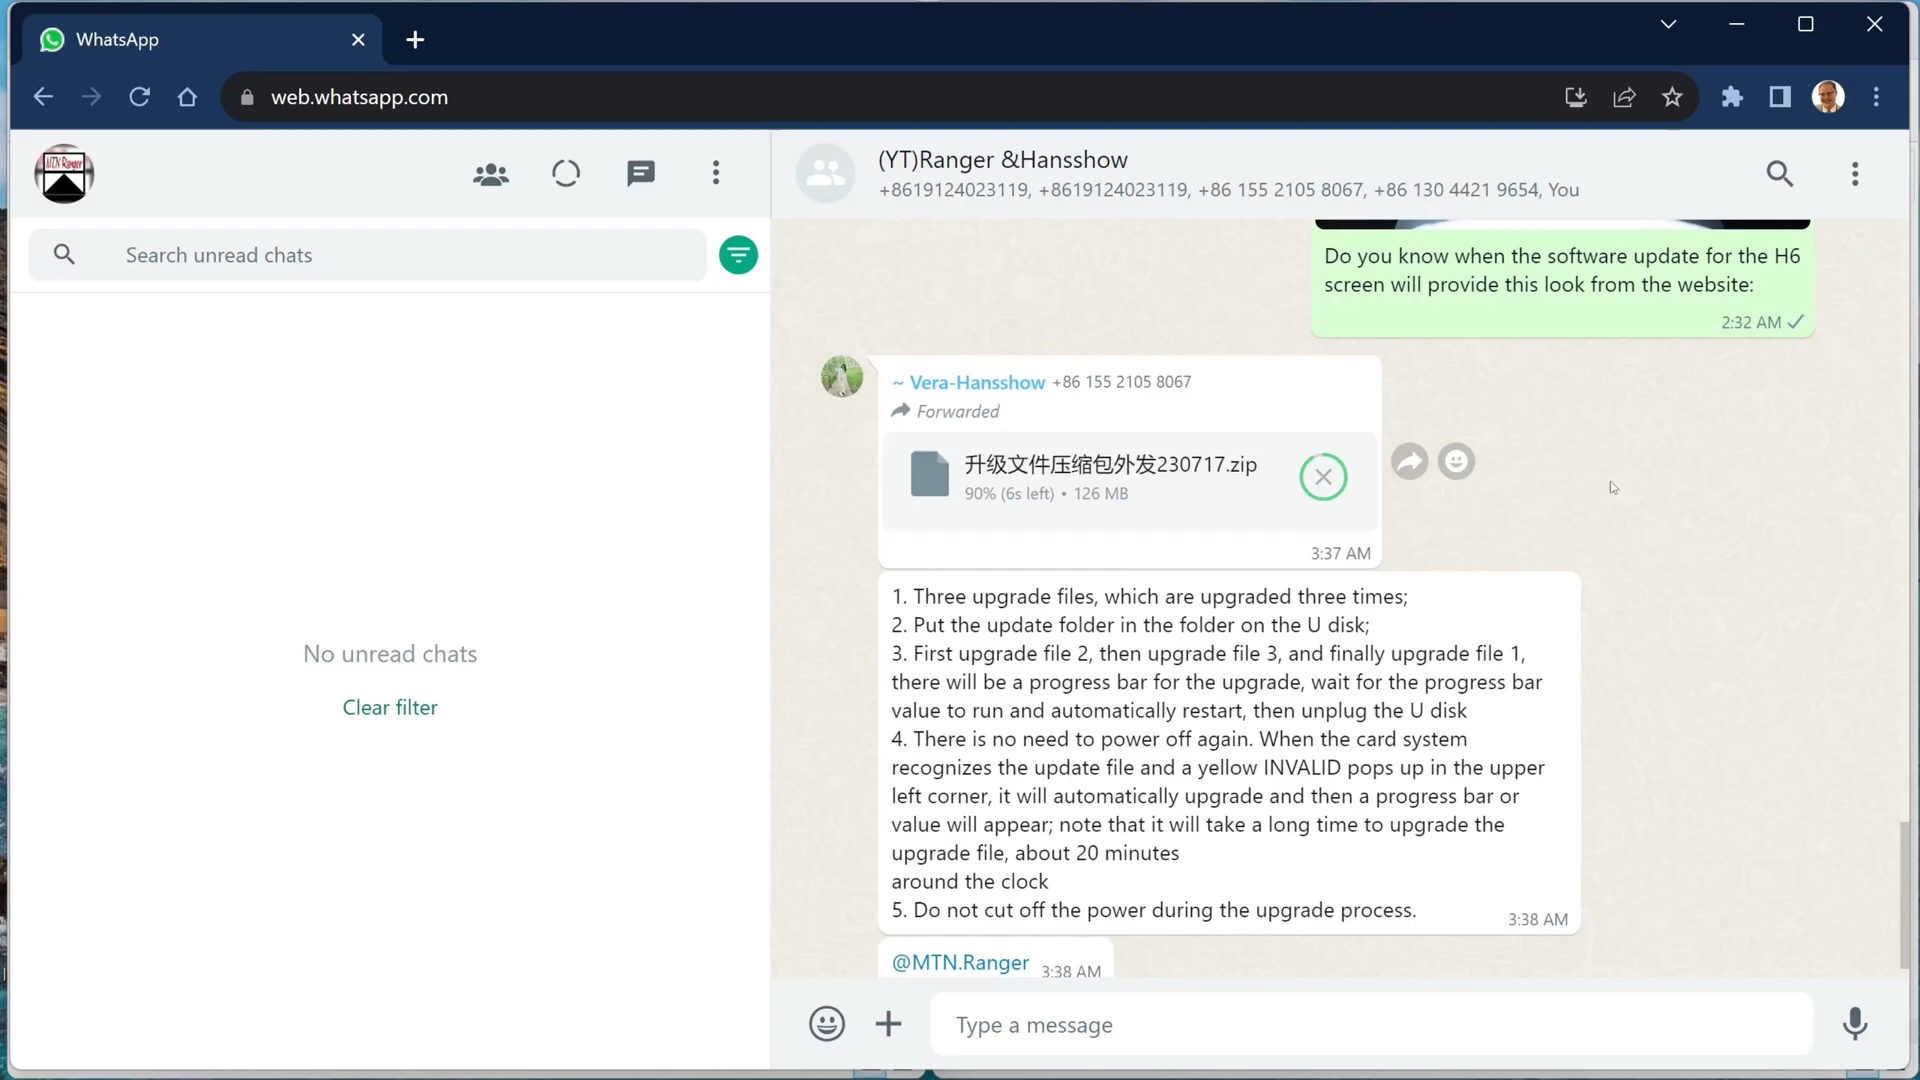 WhatsApp
web.whatsapp.com
MTN Ranger
(YT)Ranger &Hansshow
+8619124023119, +8619124023119, +86 155 2105 8067, +86 130 4421 9654, You
Search unread chats
No unread chats
Clear filter
Do you know when the software update for the H6
screen will provide this look from the website:
2:32 AM
~ Vera-Hansshow +86 155 2105 8067
Forwarded
升级文件压缩包外发230717.zip
90% (6s left) • 126 MB
3:37 AM
1. Three upgrade files, which are upgraded three times;
2. Put the update folder in the folder on the U disk;
3. First upgrade file 2, then upgrade file 3, and finally upgrade file 1,
there will be a progress bar for the upgrade, wait for the progress bar
value to run and automatically restart, then unplug the U disk
4. There is no need to power off again. When the card system
recognizes the update file and a yellow INVALID pops up in the upper
left corner, it will automatically upgrade and then a progress bar or
value will appear; note that it will take a long time to upgrade the
upgrade file, about 20 minutes
around the clock
5. Do not cut off the power during the upgrade process.
3:38 AM
@MTN.Ranger 3:38 AM
Type a message